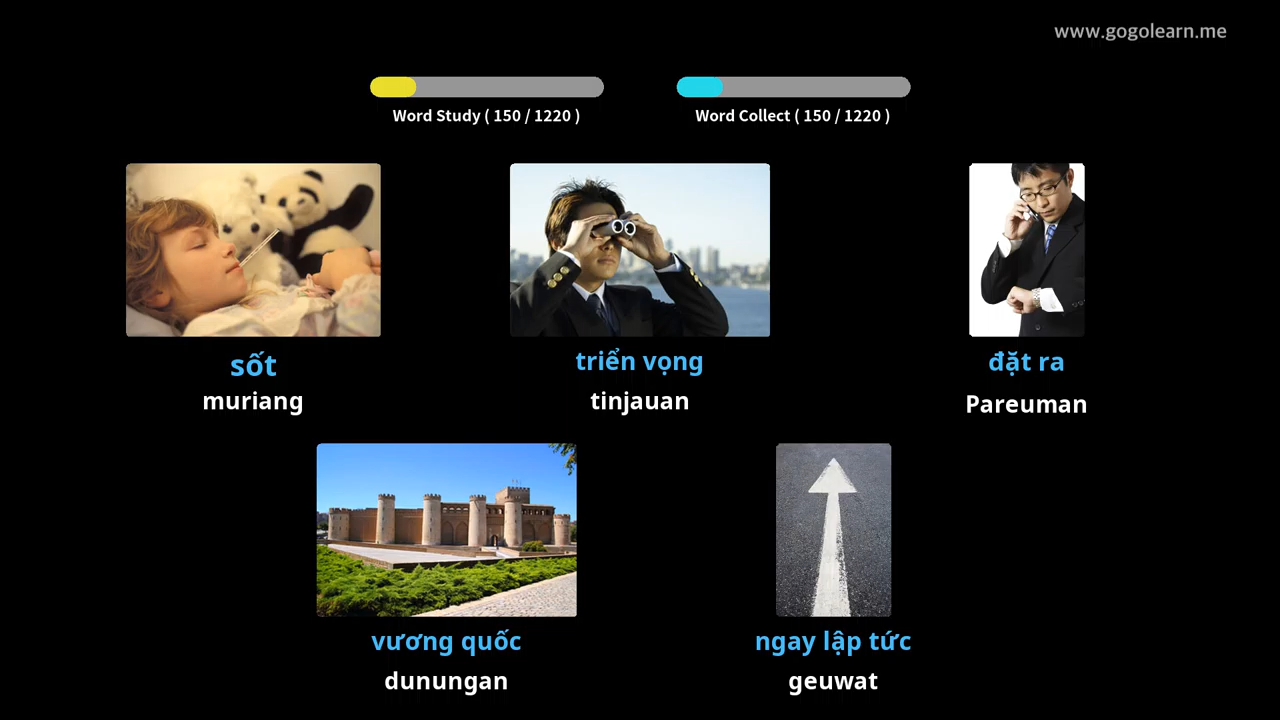 www.gogolearn.me
Word Study ( 150 / 1220 )
Word Collect ( 150 / 1220 )
sốt
muriang
triển vọng
tinjauan
đặt ra
Pareuman
vương quốc
dunungan
ngay lập tức
geuwat